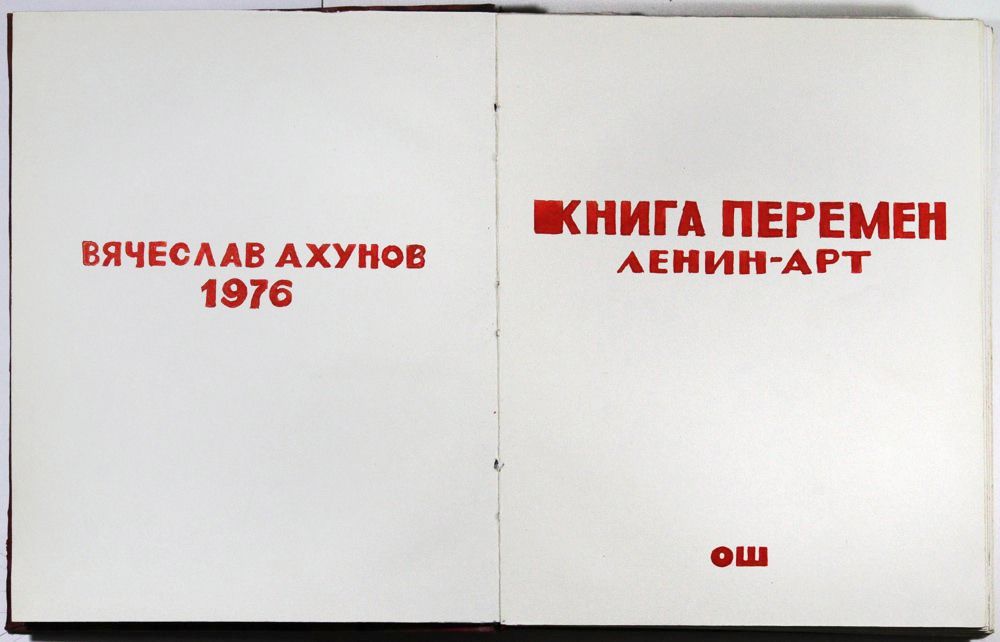 ВЯЧЕСЛАВ АХУНОВ
1976
КНИГА ПЕРЕМЕН
ЛЕНИН-АРТ
ОШ